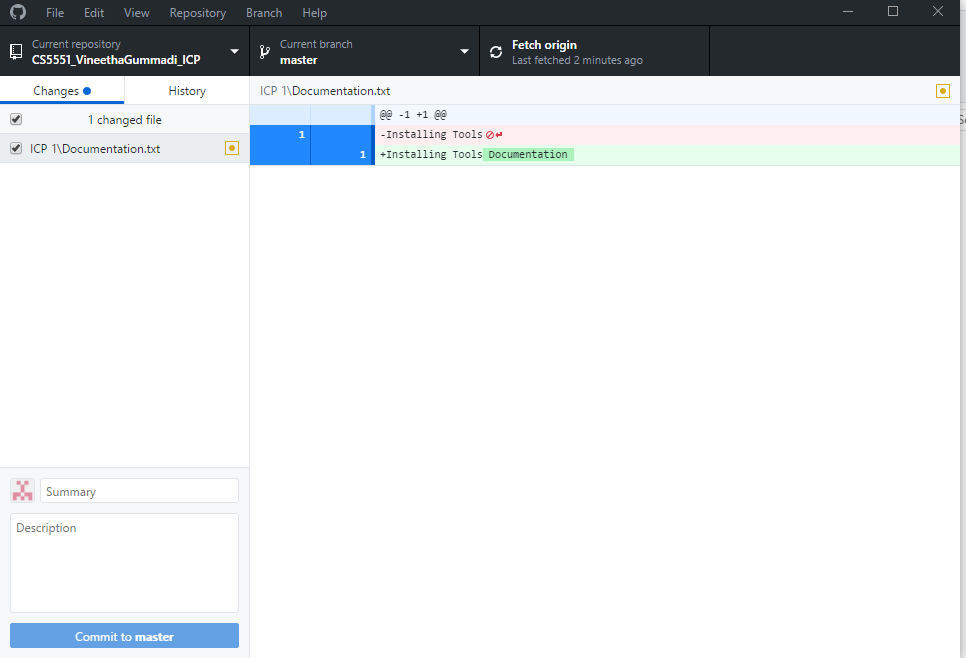 File Edit View Repository Branch Help
Current repository
CS5551_VineethaGummadi_ICP
Current branch
master
Fetch origin
Last fetched 2 minutes ago
Changes History
ICP 1\Documentation.txt
1 changed file
ICP 1\Documentation.txt
@@ -1 +1 @@
1 -Installing Tools
1 +Installing Tools Documentation
Summary
Description
Commit to master